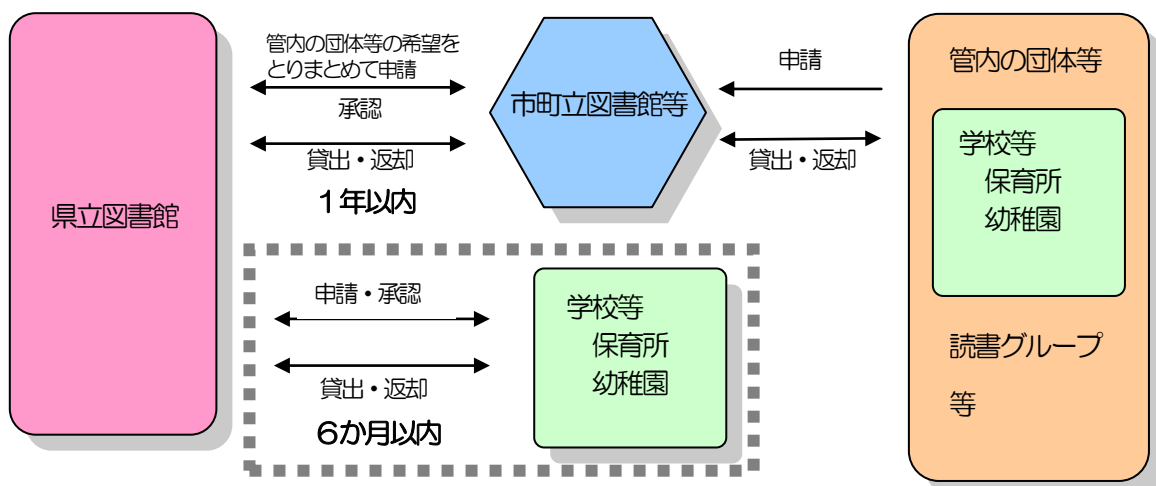 県立図書館
管内の団体等の希望を
とりまとめて申請
承認
貸出・返却
1年以内
市町立図書館等
申請
貸出・返却
管内の団体等
学校等
保育所
幼稚園
読書グループ
等
申請・承認
貸出・返却
6か月以内
学校等
保育所
幼稚園